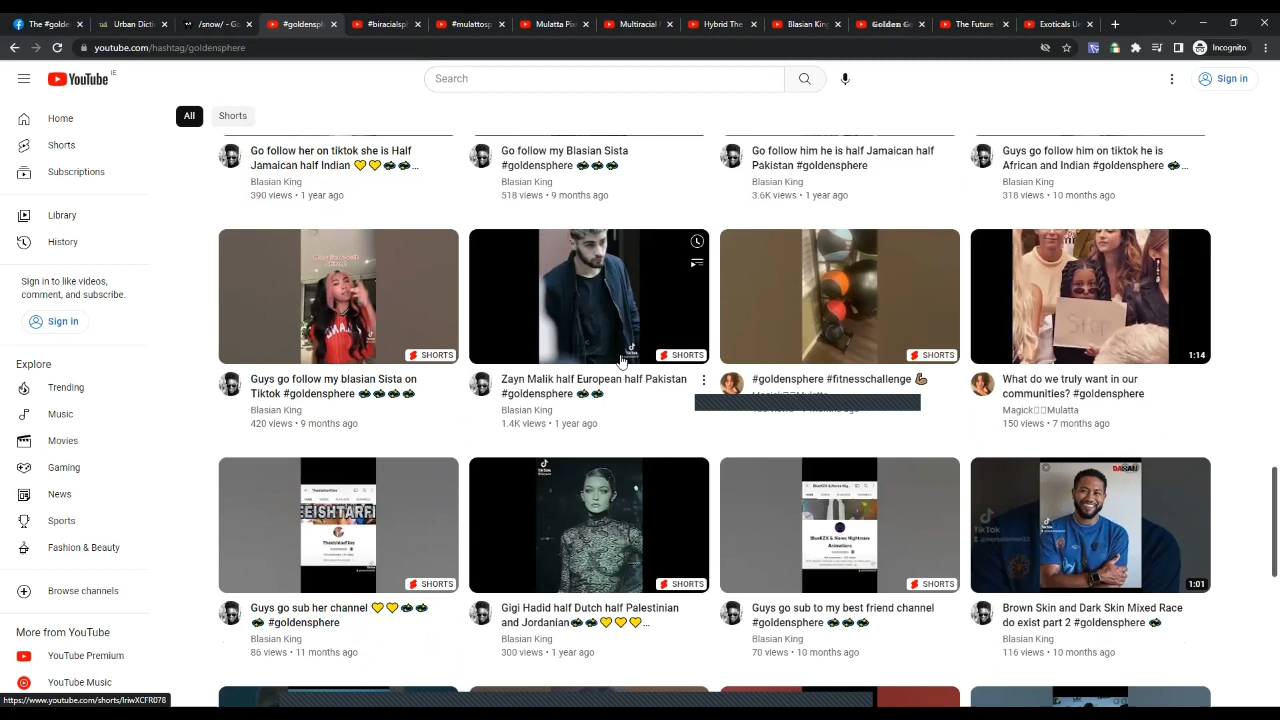 The #golde
Urban Dictic
/snow/ - Go
#goldensph
#biracialsp
#mulattosp
Mulatta Pix
Multiracial
Hybrid The
Blasian King
Golden Go
The Future
Exoticals Un
youtube.com/hashtag/goldensphere
Incognito
YouTube IE
Search
Sign in
All
Shorts
Home
Shorts
Subscriptions
Library
History
Sign in to like videos,
comment, and subscribe.
Sign in
Explore
Trending
Music
Movies
Gaming
News
Sports
Fashion & Beauty
Browse channels
More from YouTube
YouTube Premium
YouTube Music
https://www.youtube.com/shorts/IriwXCFR078
Go follow her on tiktok she is Half
Jamaican half Indian 💛💛...
Blasian King
390 views • 1 year ago
Go follow my Blasian Sista
#goldensphere
Blasian King
518 views • 9 months ago
Go follow him he is half Jamaican half
Pakistan #goldensphere
Blasian King
3.6K views • 1 year ago
Guys go follow him on tiktok he is
African and Indian #goldensphere ...
Blasian King
318 views • 10 months ago
SHORTS
Guys go follow my blasian Sista on
Tiktok #goldensphere
Blasian King
420 views • 9 months ago
SHORTS
Zayn Malik half European half Pakistan
#goldensphere
Blasian King
1.4K views • 1 year ago
SHORTS
#goldensphere #fitnesschallenge 💪🏾
1:14
What do we truly want in our
communities? #goldensphere
Magick Mulatta
150 views • 7 months ago
TheeishtarFiles
EEISHTARFI
SHORTS
Guys go sub her channel 💛💛
#goldensphere
Blasian King
86 views • 11 months ago
TikTok
SHORTS
Gigi Hadid half Dutch half Palestinian
and Jordanian 💛💛💛...
Blasian King
300 views • 1 year ago
Animations
SHORTS
Guys go sub to my best friend channel
#goldensphere
Blasian King
70 views • 10 months ago
TikTok
1:01
Brown Skin and Dark Skin Mixed Race
do exist part 2 #goldensphere
Blasian King
116 views • 10 months ago